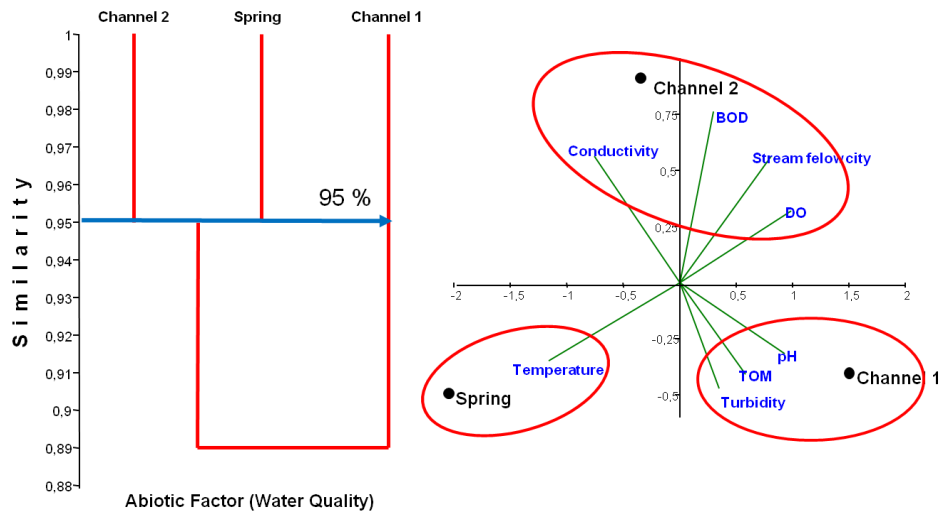 Channel 2
Spring
Channel 1
1
0,99
0,98
0,97
0,96
0,95
0,94
0,93
0,92
0,91
0,9
0,89
0,88
Similarity
95 %
Abiotic Factor (Water Quality)
Channel 2
BOD
0,75
Conductivity
Stream felowcity
0,5
DO
0,25
-2
-1,5
-1
-0,5
0,5
1
1,5
2
-0,25
pH
Temperature
TOM
Channel 1
-0,5
Spring
Turbidity